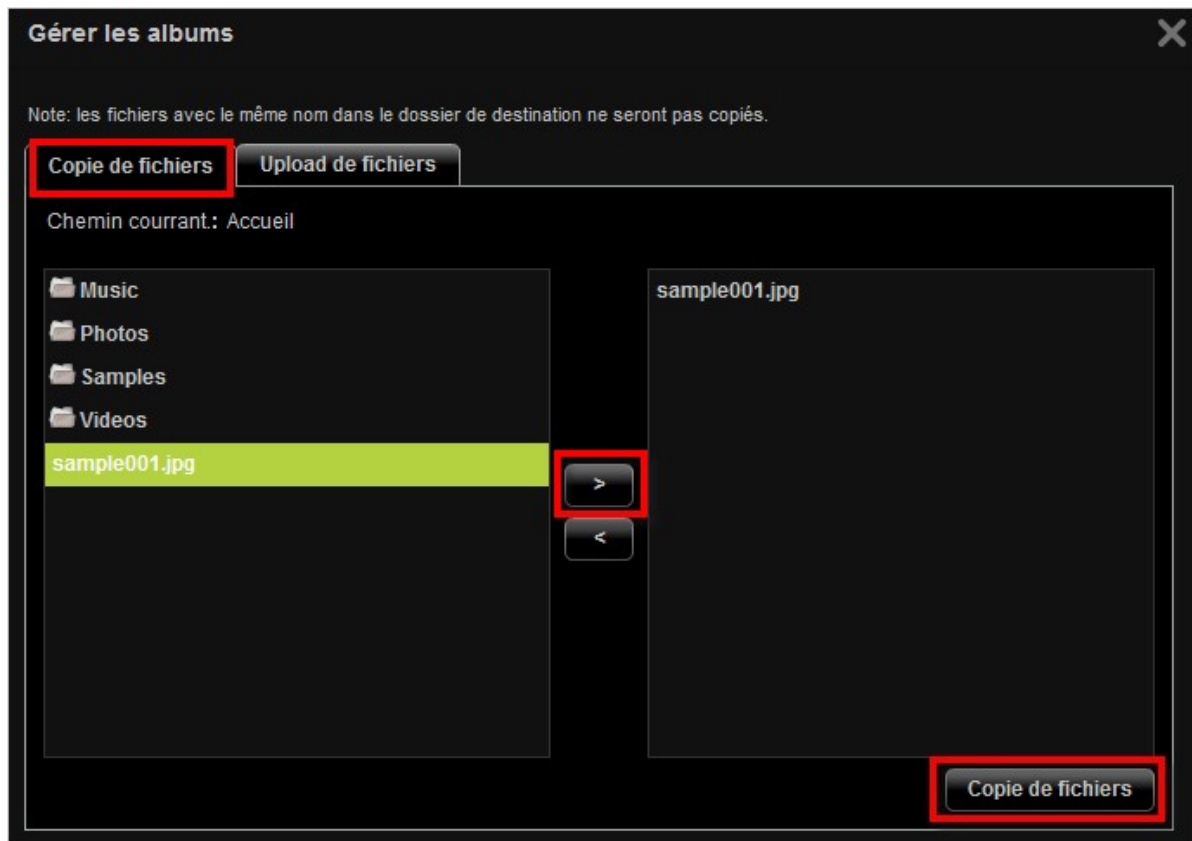 Gérer les albums
Note: les fichiers avec le même nom dans le dossier de destination ne seront pas copiés.
Copie de fichiers
Upload de fichiers
Chemin courrant.: Accueil
Music
Photos
Samples
Videos
sample001.jpg
>
<
sample001.jpg
Copie de fichiers